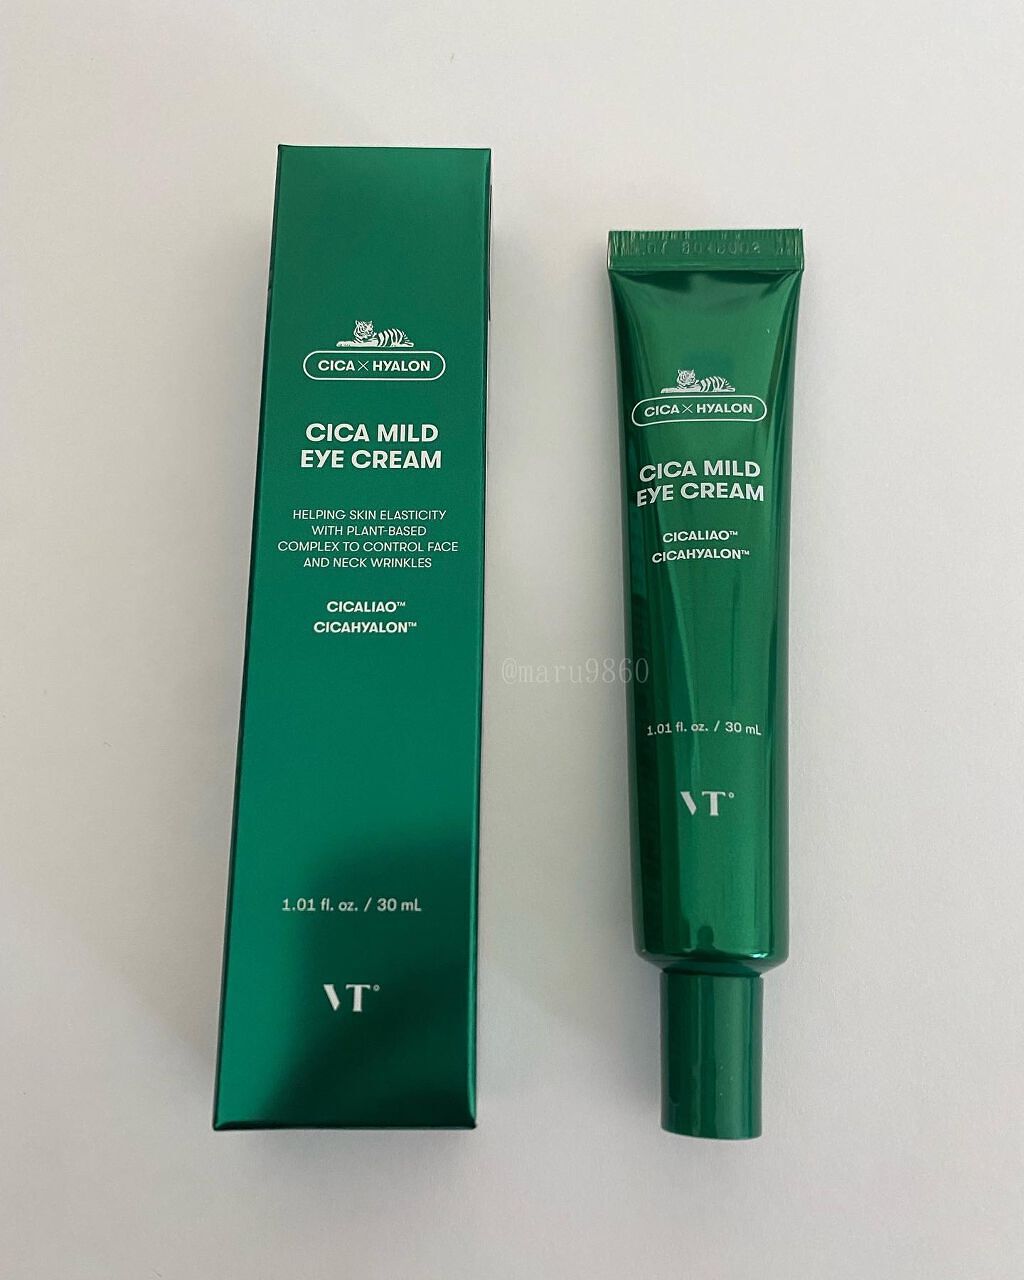 CICA×HYALON
CICA MILD
EYE CREAM
HELPING SKIN ELASTICITY
WITH PLANT-BASED
COMPLEX TO CONTROL FACE
AND NECK WRINKLES
CICALIAO™
CICAHYALON™
1.01 fl. oz. / 30 mL
VT°
CICA×HYALON
CICA MILD
EYE CREAM
CICALIAO™
CICAHYALON™
1.01 fl. oz. / 30 mL
VT°
@maru9860